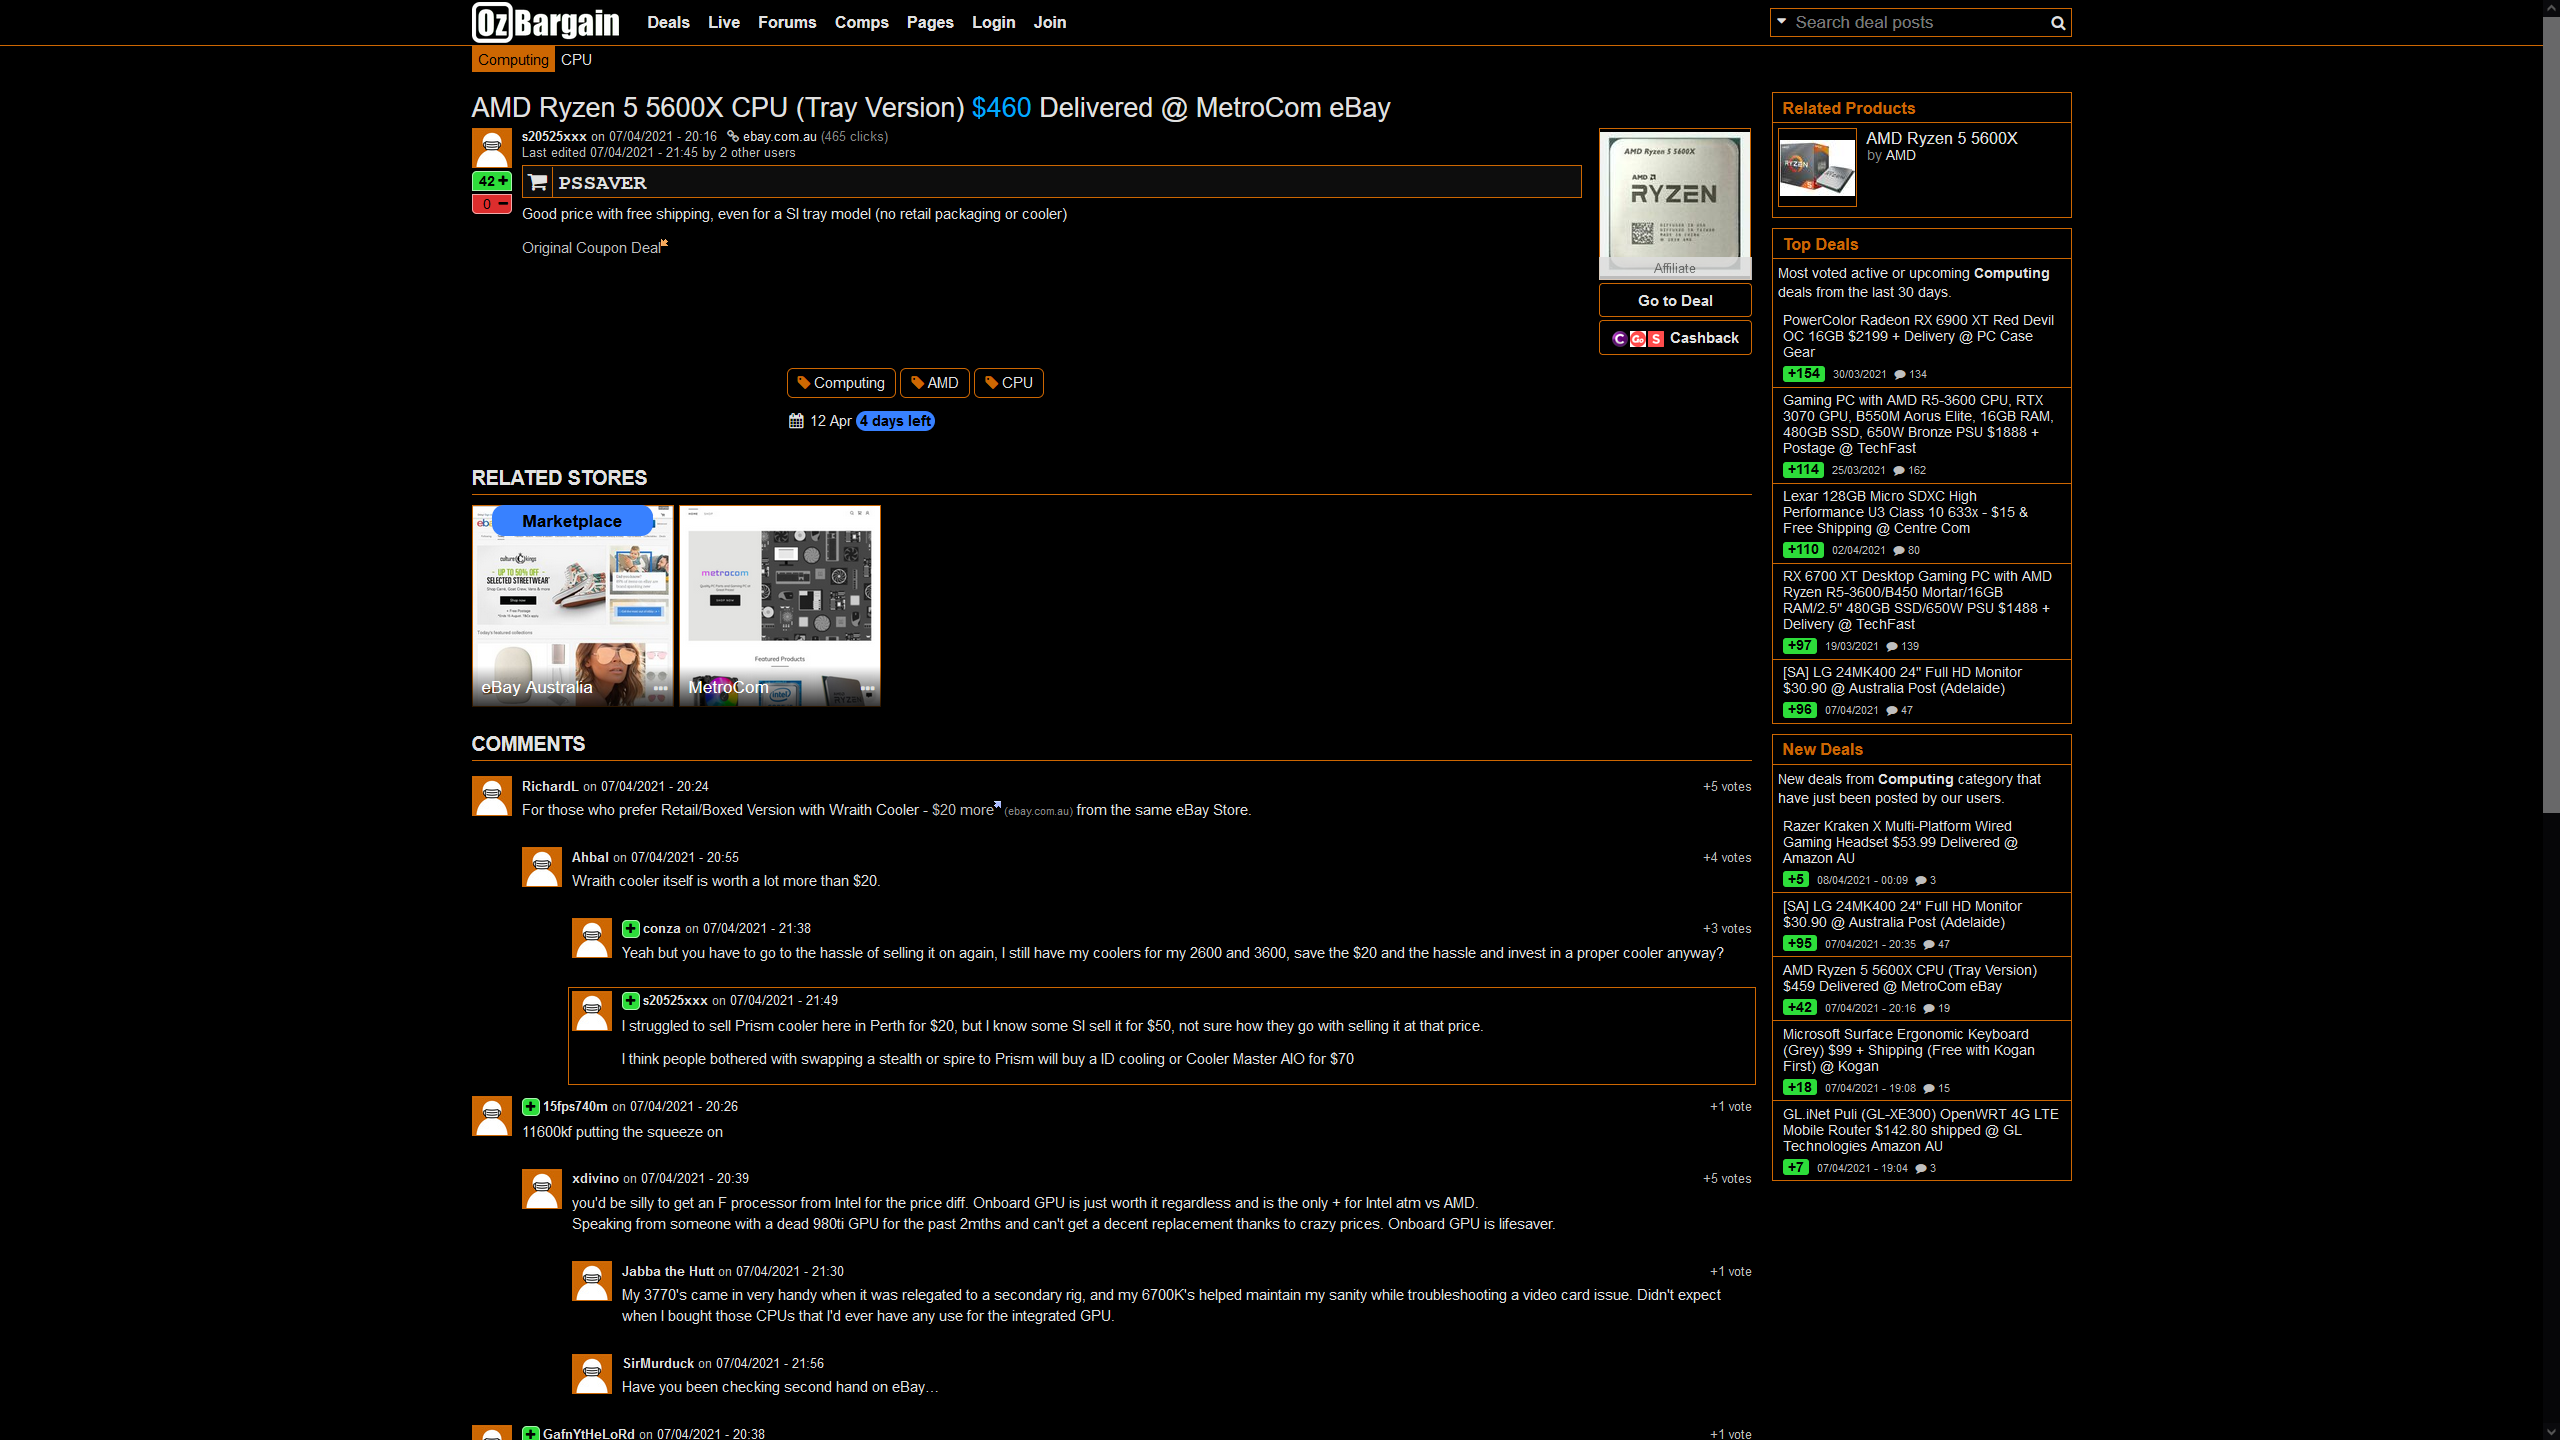 OzBargain
Deals Live Forums Comps Pages Login Join
Search deal posts
Computing CPU
AMD Ryzen 5 5600X CPU (Tray Version) $460 Delivered @ MetroCom eBay
s20525xxx on 07/04/2021 - 20:16 ebay.com.au (465 clicks)
Last edited 07/04/2021 - 21:45 by 2 other users
42 +
0 −
PSSAVER
Good price with free shipping, even for a SI tray model (no retail packaging or cooler)
Original Coupon Deal
AMD Ryzen 5 5600X
AMD
RYZEN
Affiliate
Go to Deal
C Go S Cashback
Computing AMD CPU
12 Apr 4 days left
RELATED STORES
Marketplace
culture kings
UP TO 50% OFF
SELECTED STREETWEAR
Shop now
Today's featured collections
eBay Australia
metrocom
SHOP NOW
Featured Products
intel
RYZEN
MetroCom
COMMENTS
RichardL on 07/04/2021 - 20:24
+5 votes
For those who prefer Retail/Boxed Version with Wraith Cooler - $20 more (ebay.com.au) from the same eBay Store.
Ahbal on 07/04/2021 - 20:55
+4 votes
Wraith cooler itself is worth a lot more than $20.
conza on 07/04/2021 - 21:38
+3 votes
Yeah but you have to go to the hassle of selling it on again, I still have my coolers for my 2600 and 3600, save the $20 and the hassle and invest in a proper cooler anyway?
s20525xxx on 07/04/2021 - 21:49
I struggled to sell Prism cooler here in Perth for $20, but I know some SI sell it for $50, not sure how they go with selling it at that price.
I think people bothered with swapping a stealth or spire to Prism will buy a ID cooling or Cooler Master AIO for $70
15fps740m on 07/04/2021 - 20:26
+1 vote
11600kf putting the squeeze on
xdivino on 07/04/2021 - 20:39
+5 votes
you'd be silly to get an F processor from Intel for the price diff. Onboard GPU is just worth it regardless and is the only + for Intel atm vs AMD.
Speaking from someone with a dead 980ti GPU for the past 2mths and can't get a decent replacement thanks to crazy prices. Onboard GPU is lifesaver.
Jabba the Hutt on 07/04/2021 - 21:30
+1 vote
My 3770's came in very handy when it was relegated to a secondary rig, and my 6700K's helped maintain my sanity while troubleshooting a video card issue. Didn't expect
when I bought those CPUs that I'd ever have any use for the integrated GPU.
SirMurduck on 07/04/2021 - 21:56
Have you been checking second hand on eBay…
GafnYtHeLoRd on 07/04/2021 - 20:38
+1 vote
Related Products
AMD Ryzen 5 5600X
by AMD
Top Deals
Most voted active or upcoming Computing
deals from the last 30 days.
PowerColor Radeon RX 6900 XT Red Devil
OC 16GB $2199 + Delivery @ PC Case
Gear
+154 30/03/2021 134
Gaming PC with AMD R5-3600 CPU, RTX
3070 GPU, B550M Aorus Elite, 16GB RAM,
480GB SSD, 650W Bronze PSU $1888 +
Postage @ TechFast
+114 25/03/2021 162
Lexar 128GB Micro SDXC High
Performance U3 Class 10 633x - $15 &
Free Shipping @ Centre Com
+110 02/04/2021 80
RX 6700 XT Desktop Gaming PC with AMD
Ryzen R5-3600/B450 Mortar/16GB
RAM/2.5" 480GB SSD/650W PSU $1488 +
Delivery @ TechFast
+97 19/03/2021 139
[SA] LG 24MK400 24" Full HD Monitor
$30.90 @ Australia Post (Adelaide)
+96 07/04/2021 47
New Deals
New deals from Computing category that
have just been posted by our users.
Razer Kraken X Multi-Platform Wired
Gaming Headset $53.99 Delivered @
Amazon AU
+5 08/04/2021 - 00:09 3
[SA] LG 24MK400 24" Full HD Monitor
$30.90 @ Australia Post (Adelaide)
+95 07/04/2021 - 20:35 47
AMD Ryzen 5 5600X CPU (Tray Version)
$459 Delivered @ MetroCom eBay
+42 07/04/2021 - 20:16 19
Microsoft Surface Ergonomic Keyboard
(Grey) $99 + Shipping (Free with Kogan
First) @ Kogan
+18 07/04/2021 - 19:08 15
GL.iNet Puli (GL-XE300) OpenWRT 4G LTE
Mobile Router $142.80 shipped @ GL
Technologies Amazon AU
+7 07/04/2021 - 19:04 3